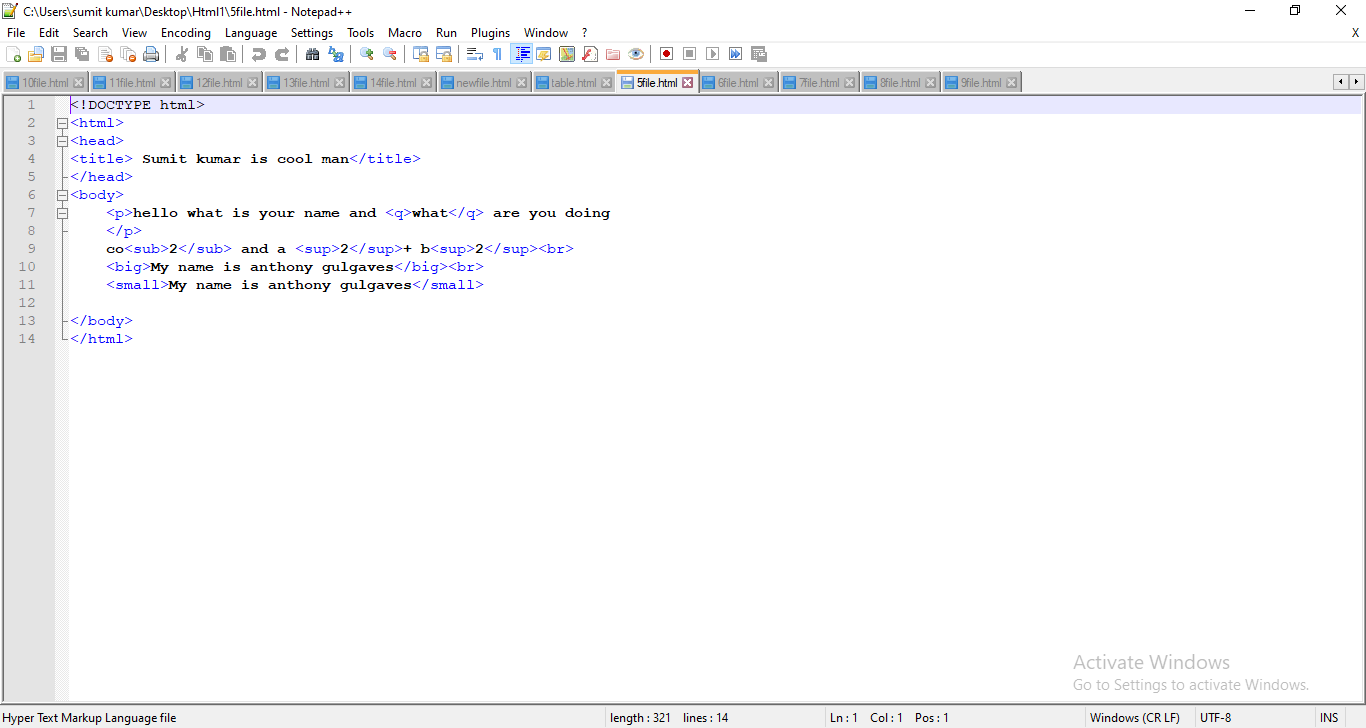 C:\Users\sumit kumar\Desktop\Html1\5file.html - Notepad++
File Edit Search View Encoding Language Settings Tools Macro Run Plugins Window ? X
10file.html 11file.html 12file.html 13file.html 14file.html newfile.html table.html 5file.html 6file.html 7file.html 8file.html 9file.html
1 <!DOCTYPE html>
2 <html>
3 <head>
4 <title> Sumit kumar is cool man</title>
5 </head>
6 <body>
7 <p>hello what is your name and <q>what</q> are you doing
8 </p>
9 co<sub>2</sub> and a <sup>2</sup>+ b<sup>2</sup><br>
10 <big>My name is anthony gulgaves</big><br>
11 <small>My name is anthony gulgaves</small>
12
13 </body>
14 </html>
Activate Windows
Go to Settings to activate Windows.
Hyper Text Markup Language file length : 321 lines : 14 Ln : 1 Col : 1 Pos : 1 Windows (CR LF) UTF-8 INS